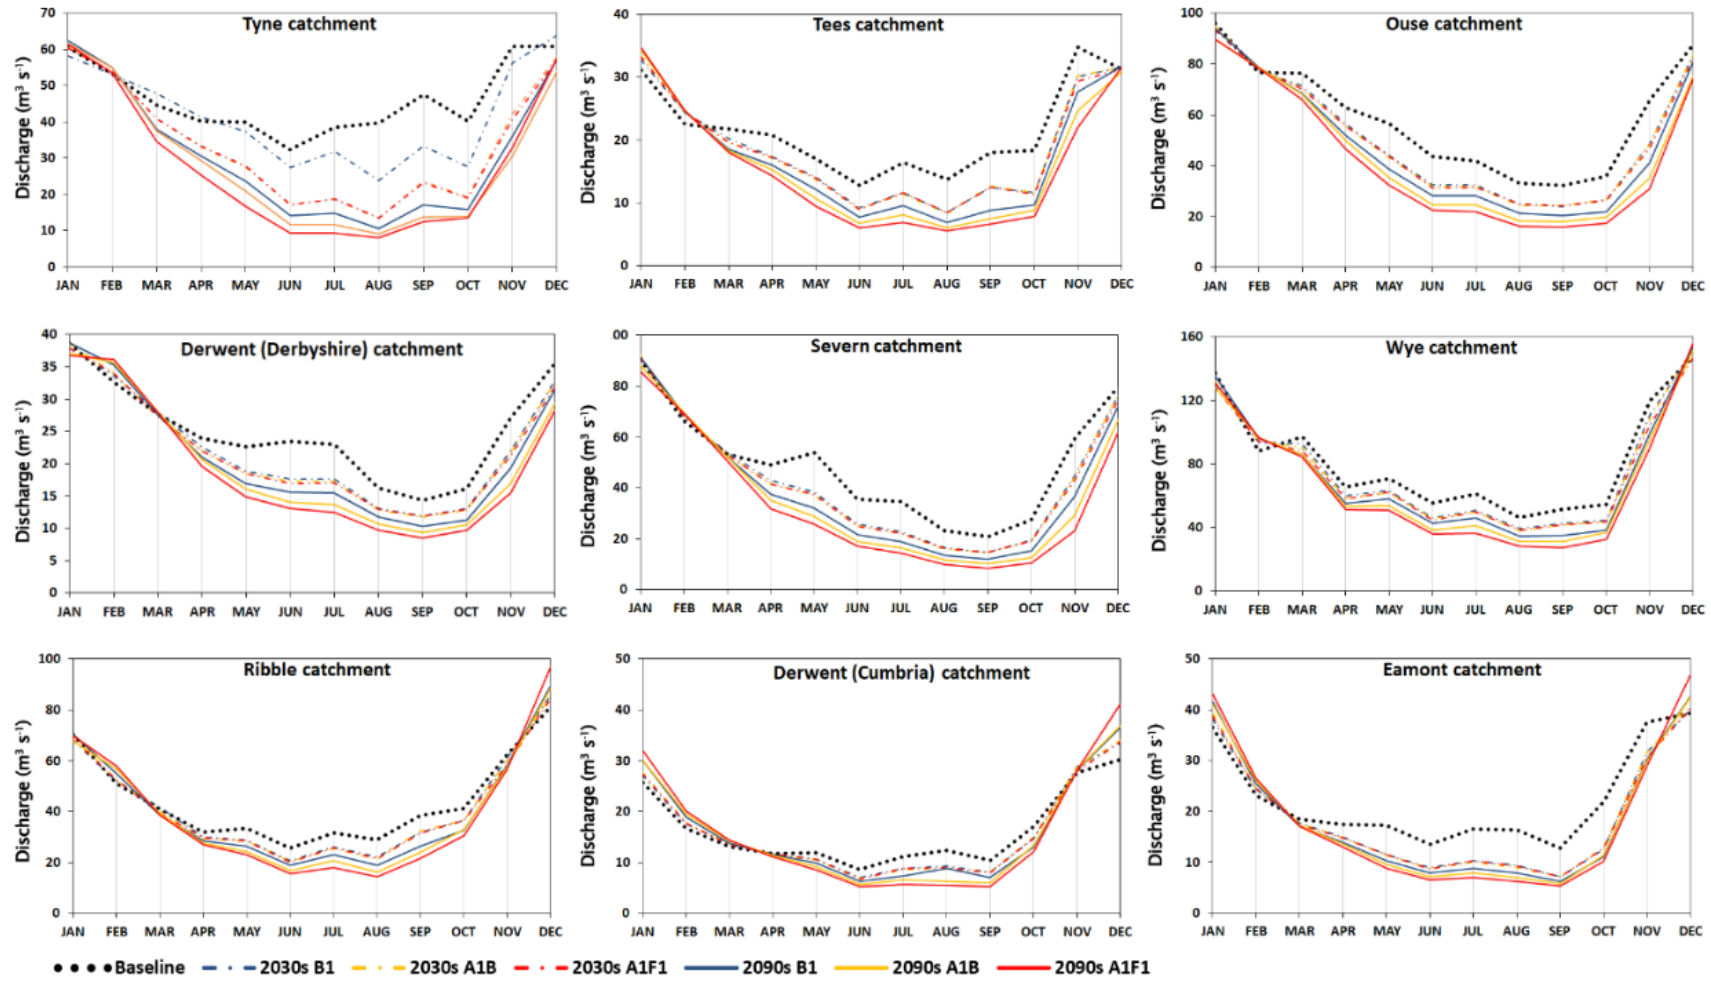 Tyne catchment
Discharge (m³ s⁻¹)
70
60
50
40
30
20
10
0
JAN FEB MAR APR MAY JUN JUL AUG SEP OCT NOV DEC
Tees catchment
Discharge (m³ s⁻¹)
40
30
20
10
0
JAN FEB MAR APR MAY JUN JUL AUG SEP OCT NOV DEC
Ouse catchment
Discharge (m³ s⁻¹)
100
80
60
40
20
0
JAN FEB MAR APR MAY JUN JUL AUG SEP OCT NOV DEC
Derwent (Derbyshire) catchment
Discharge (m³ s⁻¹)
40
35
30
25
20
15
10
5
0
JAN FEB MAR APR MAY JUN JUL AUG SEP OCT NOV DEC
Severn catchment
Discharge (m³ s⁻¹)
00
80
60
40
20
0
JAN FEB MAR APR MAY JUN JUL AUG SEP OCT NOV DEC
Wye catchment
Discharge (m³ s⁻¹)
160
120
80
40
0
JAN FEB MAR APR MAY JUN JUL AUG SEP OCT NOV DEC
Ribble catchment
Discharge (m³ s⁻¹)
100
80
60
40
20
0
JAN FEB MAR APR MAY JUN JUL AUG SEP OCT NOV DEC
Derwent (Cumbria) catchment
Discharge (m³ s⁻¹)
50
40
30
20
10
0
JAN FEB MAR APR MAY JUN JUL AUG SEP OCT NOV DEC
Eamont catchment
Discharge (m³ s⁻¹)
50
40
30
20
10
0
JAN FEB MAR APR MAY JUN JUL AUG SEP OCT NOV DEC
Baseline 2030s B1 2030s A1B 2030s A1F1 2090s B1 2090s A1B 2090s A1F1